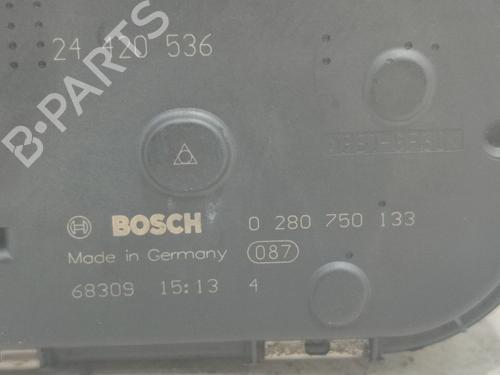 24 420 536
B-PARTS
BOSCH 0 280 750 133
Made in Germany 087
68309 15:13 4